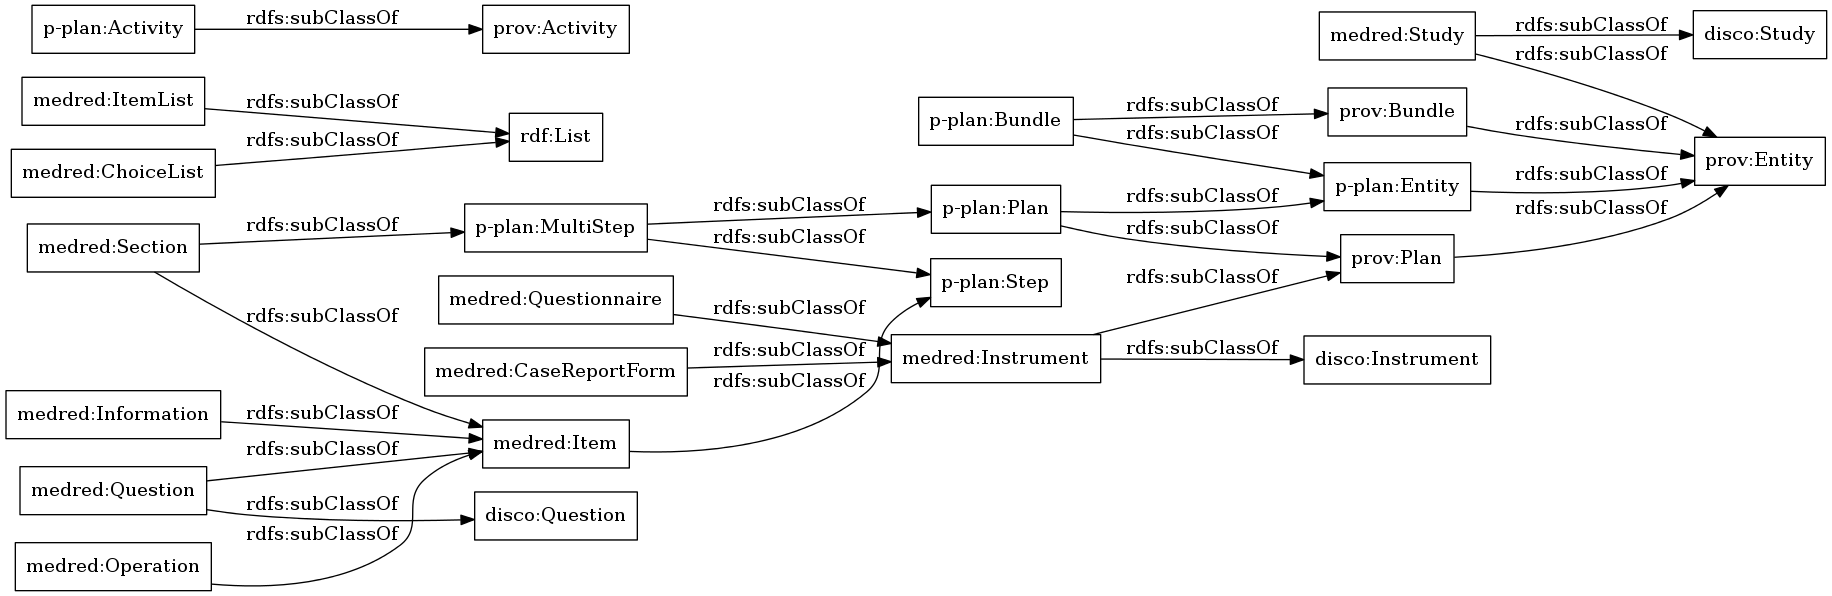 p-plan:Activity
rdfs:subClassOf
prov:Activity
medred:ItemList
rdfs:subClassOf
rdf:List
medred:ChoiceList
rdfs:subClassOf
medred:Section
rdfs:subClassOf
p-plan:MultiStep
rdfs:subClassOf
p-plan:Plan
rdfs:subClassOf
p-plan:Step
rdfs:subClassOf
medred:Questionnaire
rdfs:subClassOf
medred:CaseReportForm
rdfs:subClassOf
medred:Instrument
rdfs:subClassOf
medred:Information
rdfs:subClassOf
medred:Item
medred:Question
rdfs:subClassOf
rdfs:subClassOf
disco:Question
medred:Operation
rdfs:subClassOf
medred:Study
rdfs:subClassOf
disco:Study
rdfs:subClassOf
p-plan:Bundle
rdfs:subClassOf
prov:Bundle
rdfs:subClassOf
rdfs:subClassOf
prov:Entity
p-plan:Entity
rdfs:subClassOf
rdfs:subClassOf
rdfs:subClassOf
rdfs:subClassOf
prov:Plan
rdfs:subClassOf
rdfs:subClassOf
disco:Instrument